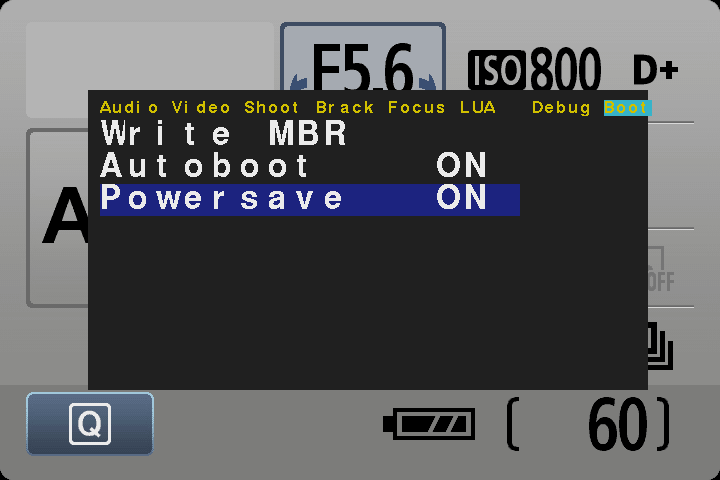 F5.6 ISO 800 D+
Audio Video Shoot Brack Focus LUA Debug Boot
Write MBR
Autoboot ON
Powersave ON
A
OFF
Q [ 60]